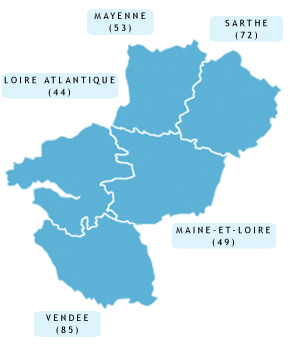 MAYENNE
(53)
SARTHE
(72)
LOIRE ATLANTIQUE
(44)
MAINE-ET-LOIRE
(49)
VENDEE
(85)